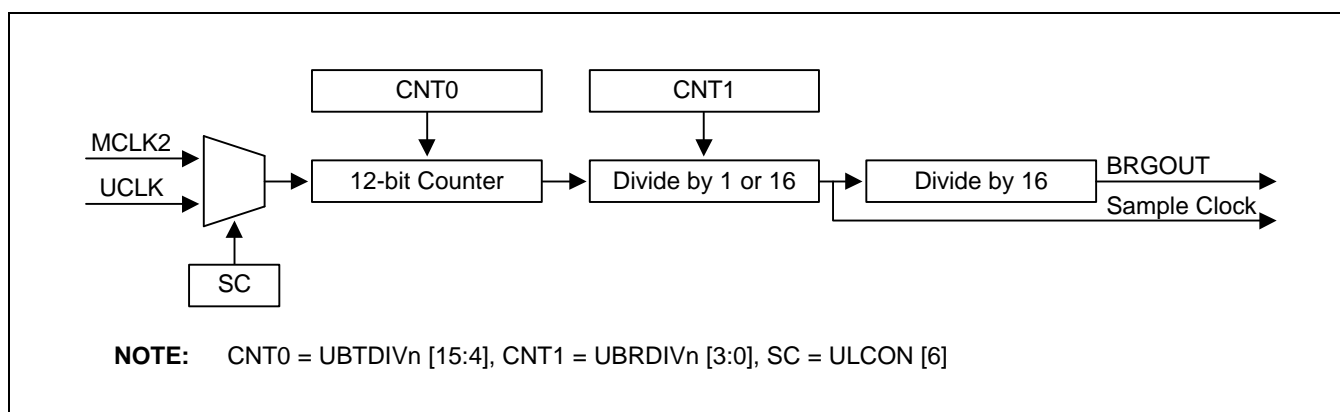 CNT0 CNT1
MCLK2
UCLK
12-bit Counter Divide by 1 or 16 Divide by 16
BRGOUT
Sample Clock
SC
NOTE: CNT0 = UBTDIVn [15:4], CNT1 = UBRDIVn [3:0], SC = ULCON [6]